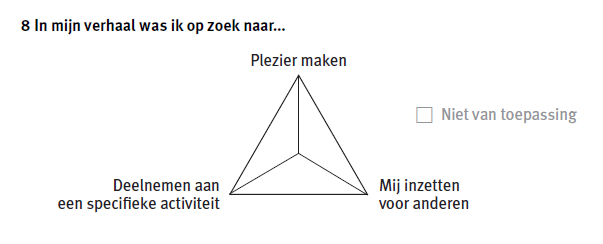 8 In mijn verhaal was ik op zoek naar...
Plezier maken
Niet van toepassing
Deelnemen aan
een specifieke activiteit
Mij inzetten
voor anderen